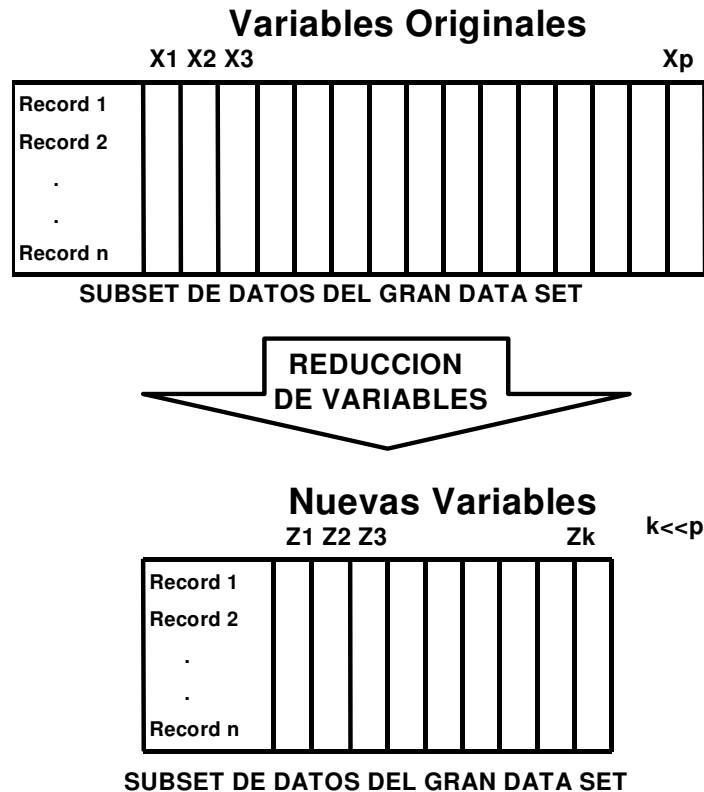 Variables Originales
X1 X2 X3 Xp
Record 1
Record 2
.
.
Record n
SUBSET DE DATOS DEL GRAN DATA SET
REDUCCION
DE VARIABLES
Nuevas Variables
Z1 Z2 Z3 Zk k<<p
Record 1
Record 2
.
.
Record n
SUBSET DE DATOS DEL GRAN DATA SET